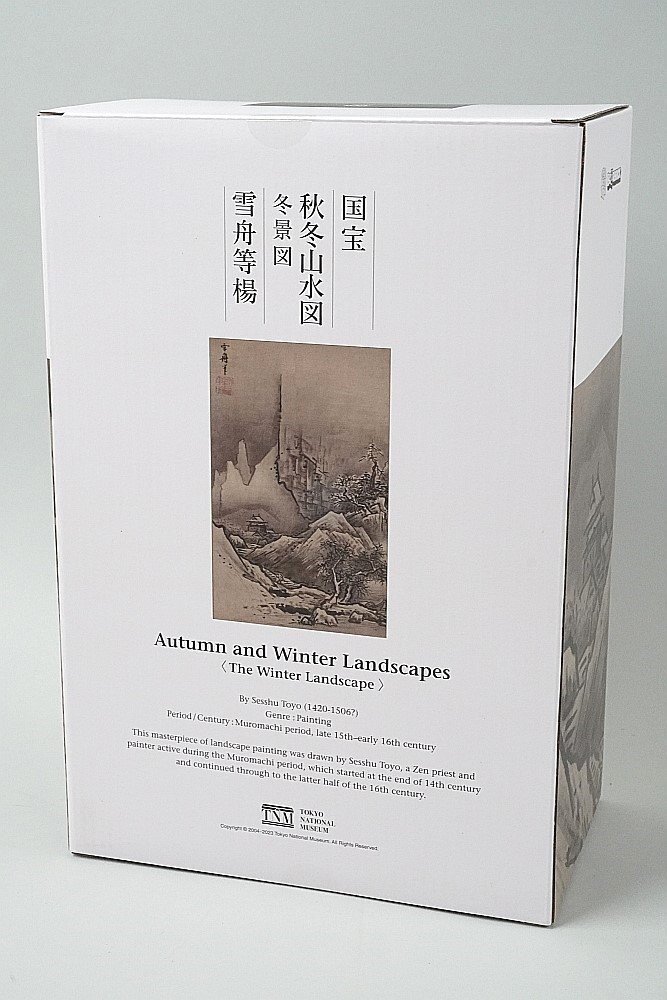 国宝
秋冬山水図
冬景図
雪舟等楊
雪舟筆
Autumn and Winter Landscapes
〈The Winter Landscape〉
By Sesshu Toyo (1420-1506?)
Genre : Painting
Period / Century : Muromachi period, late 15th–early 16th century
This masterpiece of landscape painting was drawn by Sesshu Toyo, a Zen priest and
painter active during the Muromachi period, which started at the end of 14th century
and continued through to the latter half of the 16th century.
TNM
TOKYO
NATIONAL
MUSEUM
Copyright © 2004-2023 Tokyo National Museum. All Rights Reserved.